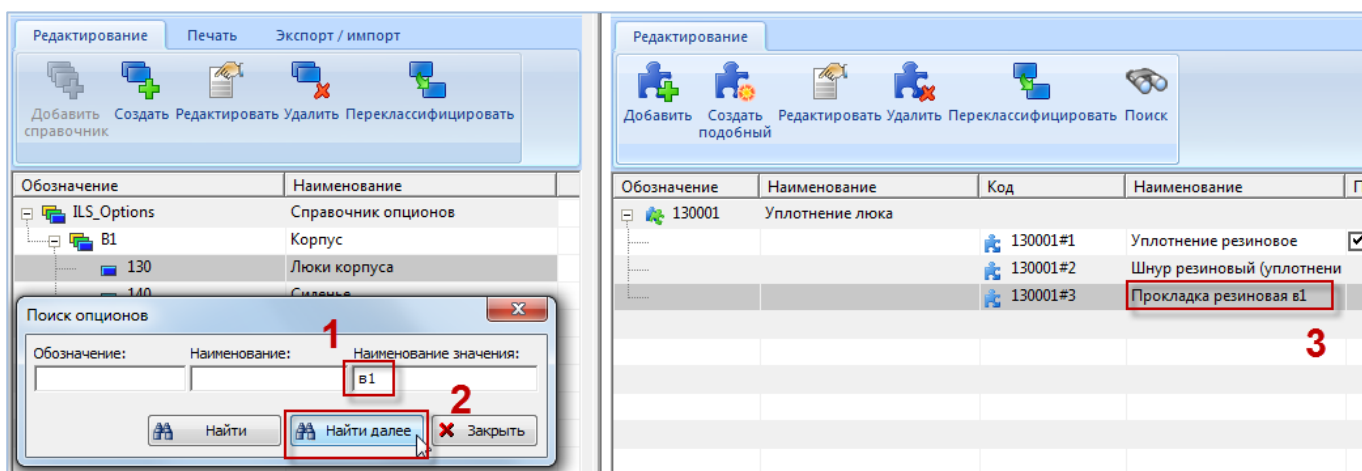 Редактирование Печать Экспорт / импорт
Добавить справочник Создать Редактировать Удалить Переклассифицировать
Обозначение Наименование
ILS_Options Справочник опционов
B1 Корпус
130 Люки корпуса
140 Сиденье
Поиск опционов
1
Обозначение: Наименование: Наименование значения:
в1
2
Найти Найти далее Закрыть
Редактирование
Добавить Создать подобный Редактировать Удалить Переклассифицировать Поиск
Обозначение Наименование Код Наименование П
130001 Уплотнение люка
130001#1 Уплотнение резиновое
130001#2 Шнур резиновый (уплотнени
130001#3 Прокладка резиновая в1
3